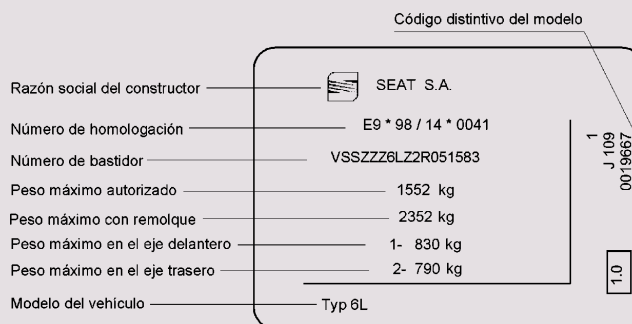 Código distintivo del modelo
Razón social del constructor
SEAT S.A.
Número de homologación
E9 * 98 / 14 * 0041
Número de bastidor
VSSZZZ6LZ2R051583
Peso máximo autorizado
1552 kg
Peso máximo con remolque
2352 kg
Peso máximo en el eje delantero
1- 830 kg
Peso máximo en el eje trasero
2- 790 kg
Modelo del vehículo
Typ 6L
1
J 109
0019667
1.0